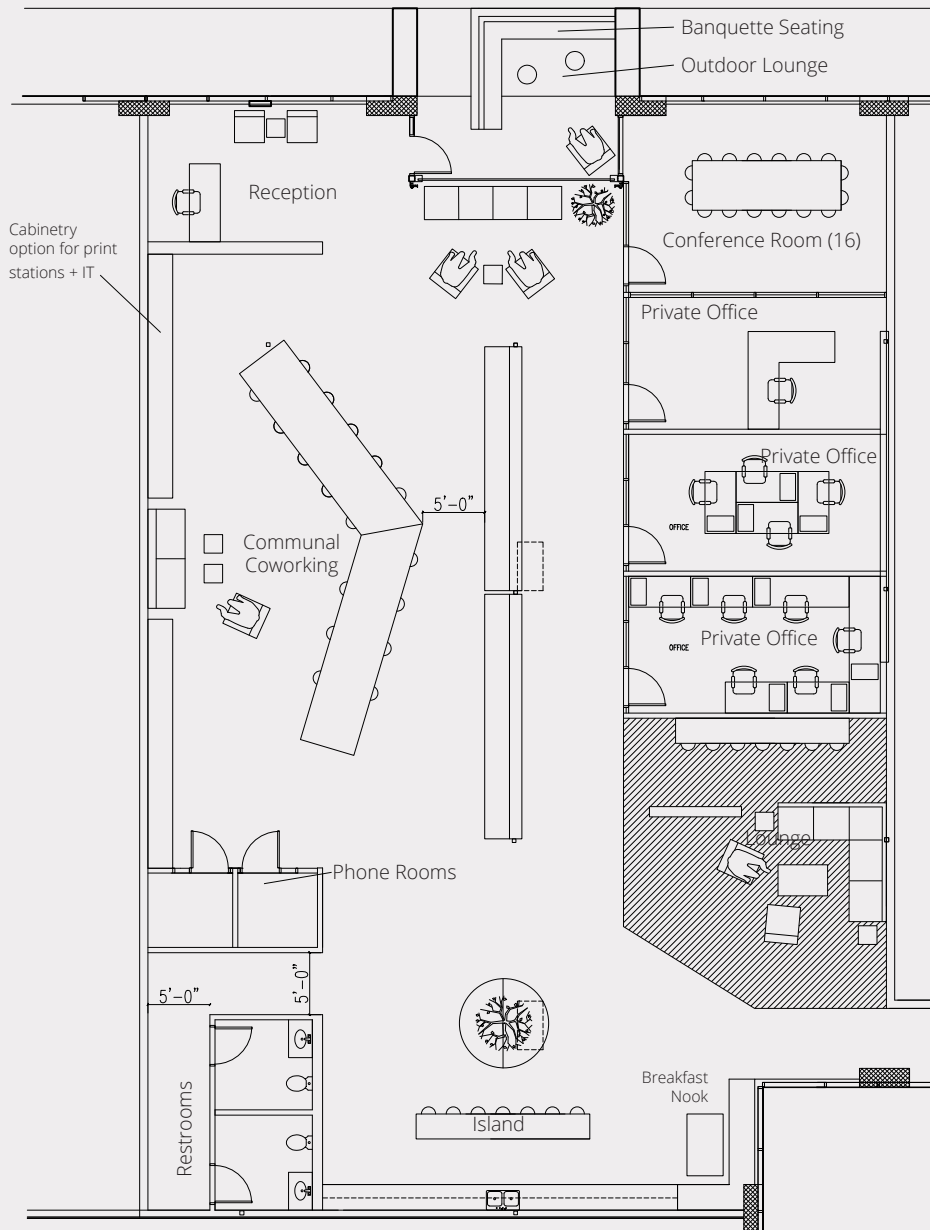 Banquette Seating
Outdoor Lounge
Reception
Cabinetry
option for print
stations + IT
Conference Room (16)
Private Office
Private Office
5'-0"
OFFICE
Communal
Coworking
Private Office
OFFICE
Lounge
Phone Rooms
5'-0"
5'-0"
Restrooms
Breakfast
Nook
Island